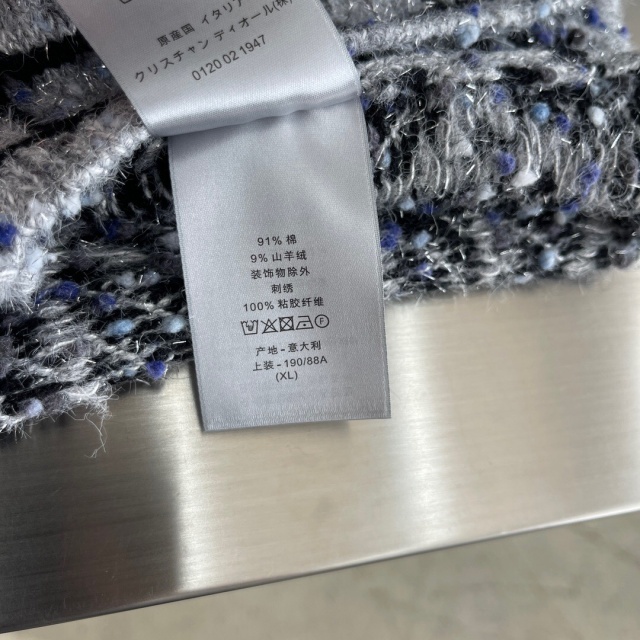 原産国 イタリア
クリスチャン ディオール(株)
0120 02 1947
91% 棉
9% 山羊绒
装饰物除外
刺绣
100% 粘胶纤维
产地 - 意大利
上装 - 190/88A
(XL)